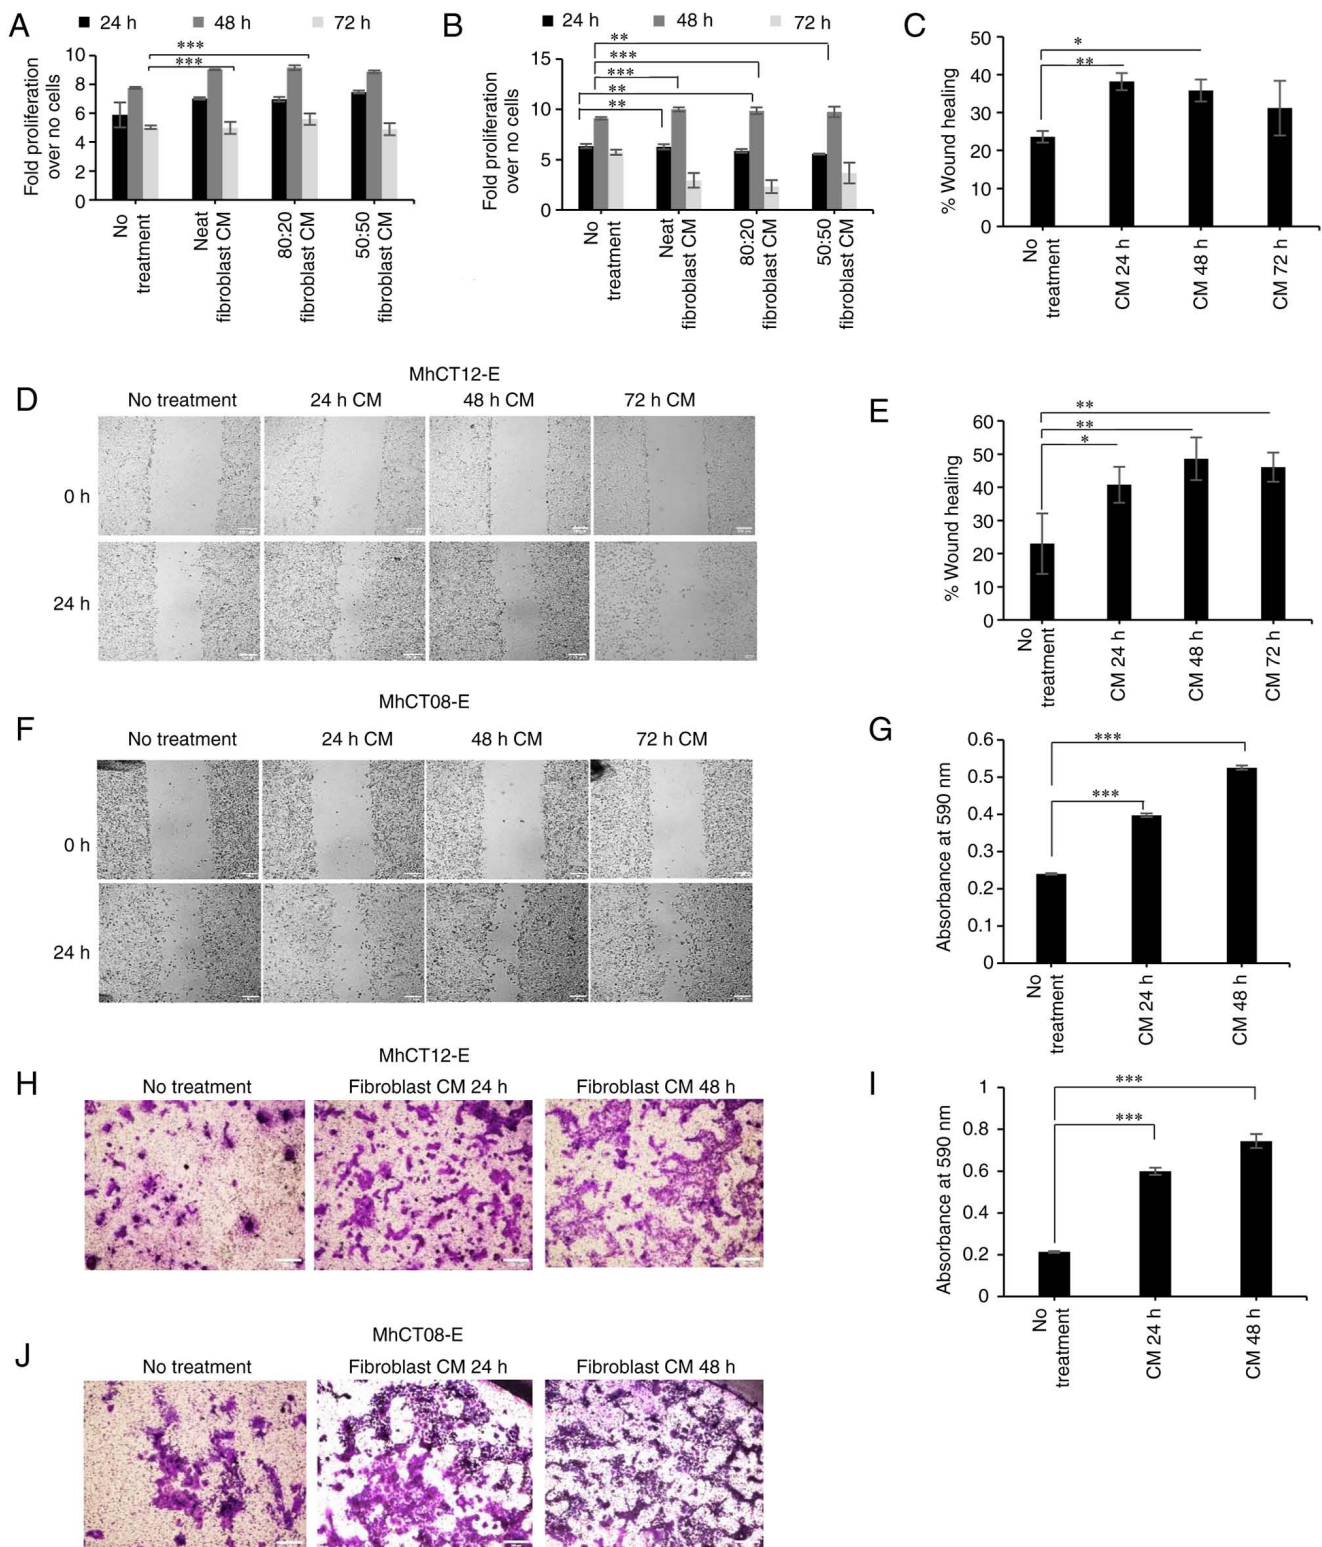 A
24 h
48 h
72 h
***
***
Fold proliferation
over no cells
10
8
6
4
2
0
No
treatment
Neat
fibroblast CM
80:20
fibroblast CM
50:50
fibroblast CM
B
24 h
48 h
72 h
**
***
***
**
**
Fold proliferation
over no cells
15
10
5
0
No
treatment
Neat
fibroblast CM
80:20
fibroblast CM
50:50
fibroblast CM
C
*
**
% Wound healing
50
40
30
20
10
0
No
treatment
CM 24 h
CM 48 h
CM 72 h
D
MhCT12-E
No treatment
24 h CM
48 h CM
72 h CM
0 h
24 h
E
**
**
*
% Wound healing
60
50
40
30
20
10
0
No
treatment
CM 24 h
CM 48 h
CM 72 h
F
MhCT08-E
No treatment
24 h CM
48 h CM
72 h CM
0 h
24 h
G
***
***
Absorbance at 590 nm
0.6
0.5
0.4
0.3
0.2
0.1
0
No
treatment
CM 24 h
CM 48 h
H
MhCT12-E
No treatment
Fibroblast CM 24 h
Fibroblast CM 48 h
I
***
***
Absorbance at 590 nm
1
0.8
0.6
0.4
0.2
0
No
treatment
CM 24 h
CM 48 h
J
MhCT08-E
No treatment
Fibroblast CM 24 h
Fibroblast CM 48 h